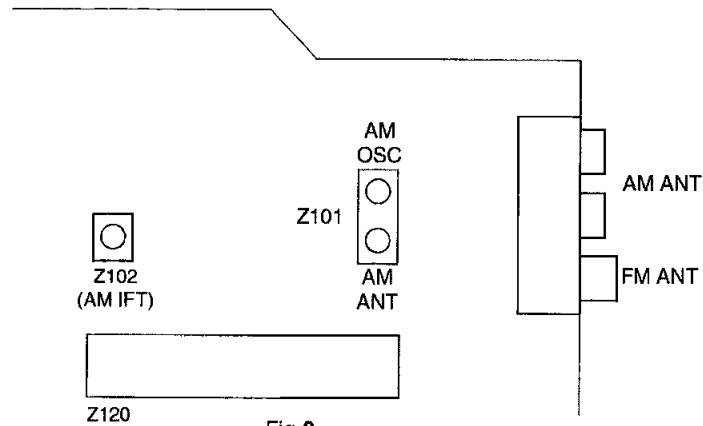 AM
OSC
Z101
AM
ANT
AM ANT
FM ANT
Z102
(AM IFT)
Z120